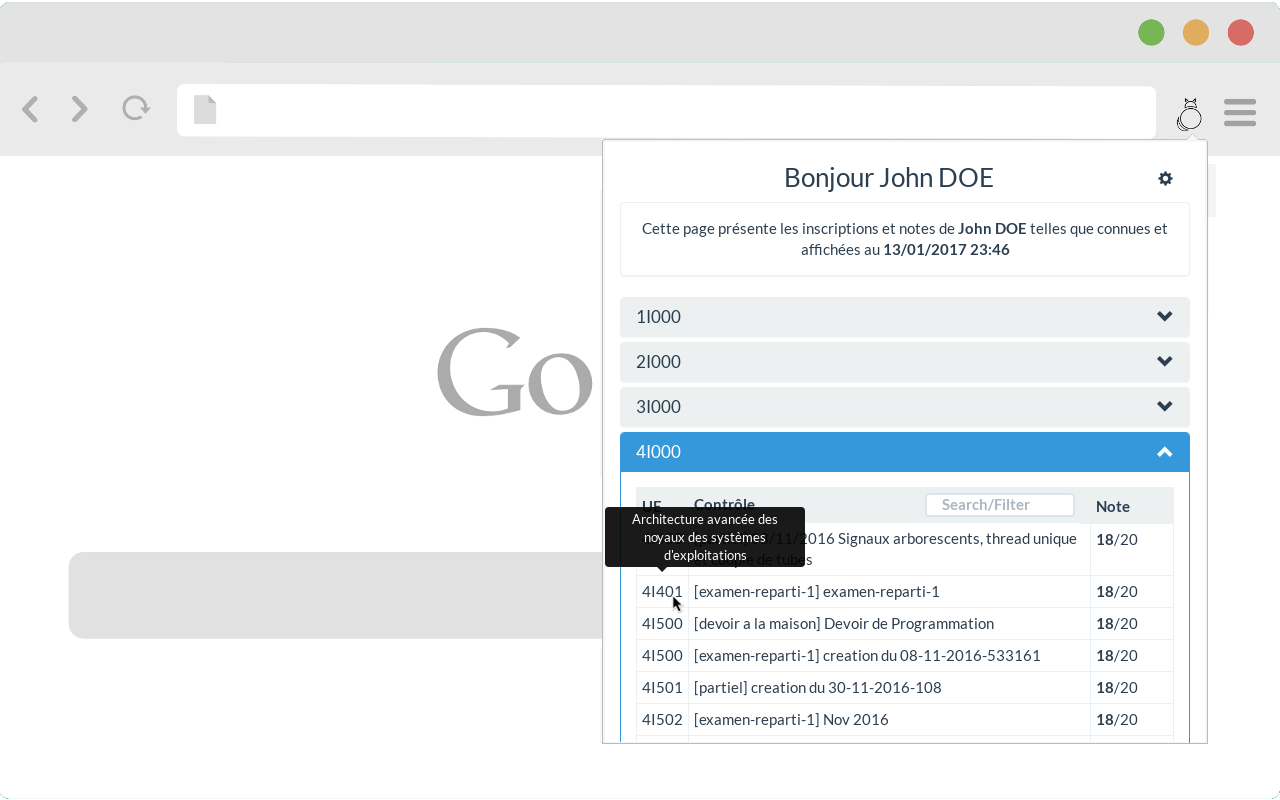 Bonjour John DOE
Cette page présente les inscriptions et notes de John DOE telles que connues et
affichées au 13/01/2017 23:46
Go
1I000
2I000
3I000
4I000
UE Contrôle Search/Filter Note
Architecture avancée des
noyaux des systèmes
d'exploitations
/11/2016 Signaux arborescents, thread unique 18/20
et couple de tubes
4I401 [examen-reparti-1] examen-reparti-1 18/20
4I500 [devoir a la maison] Devoir de Programmation 18/20
4I500 [examen-reparti-1] creation du 08-11-2016-533161 18/20
4I501 [partiel] creation du 30-11-2016-108 18/20
4I502 [examen-reparti-1] Nov 2016 18/20